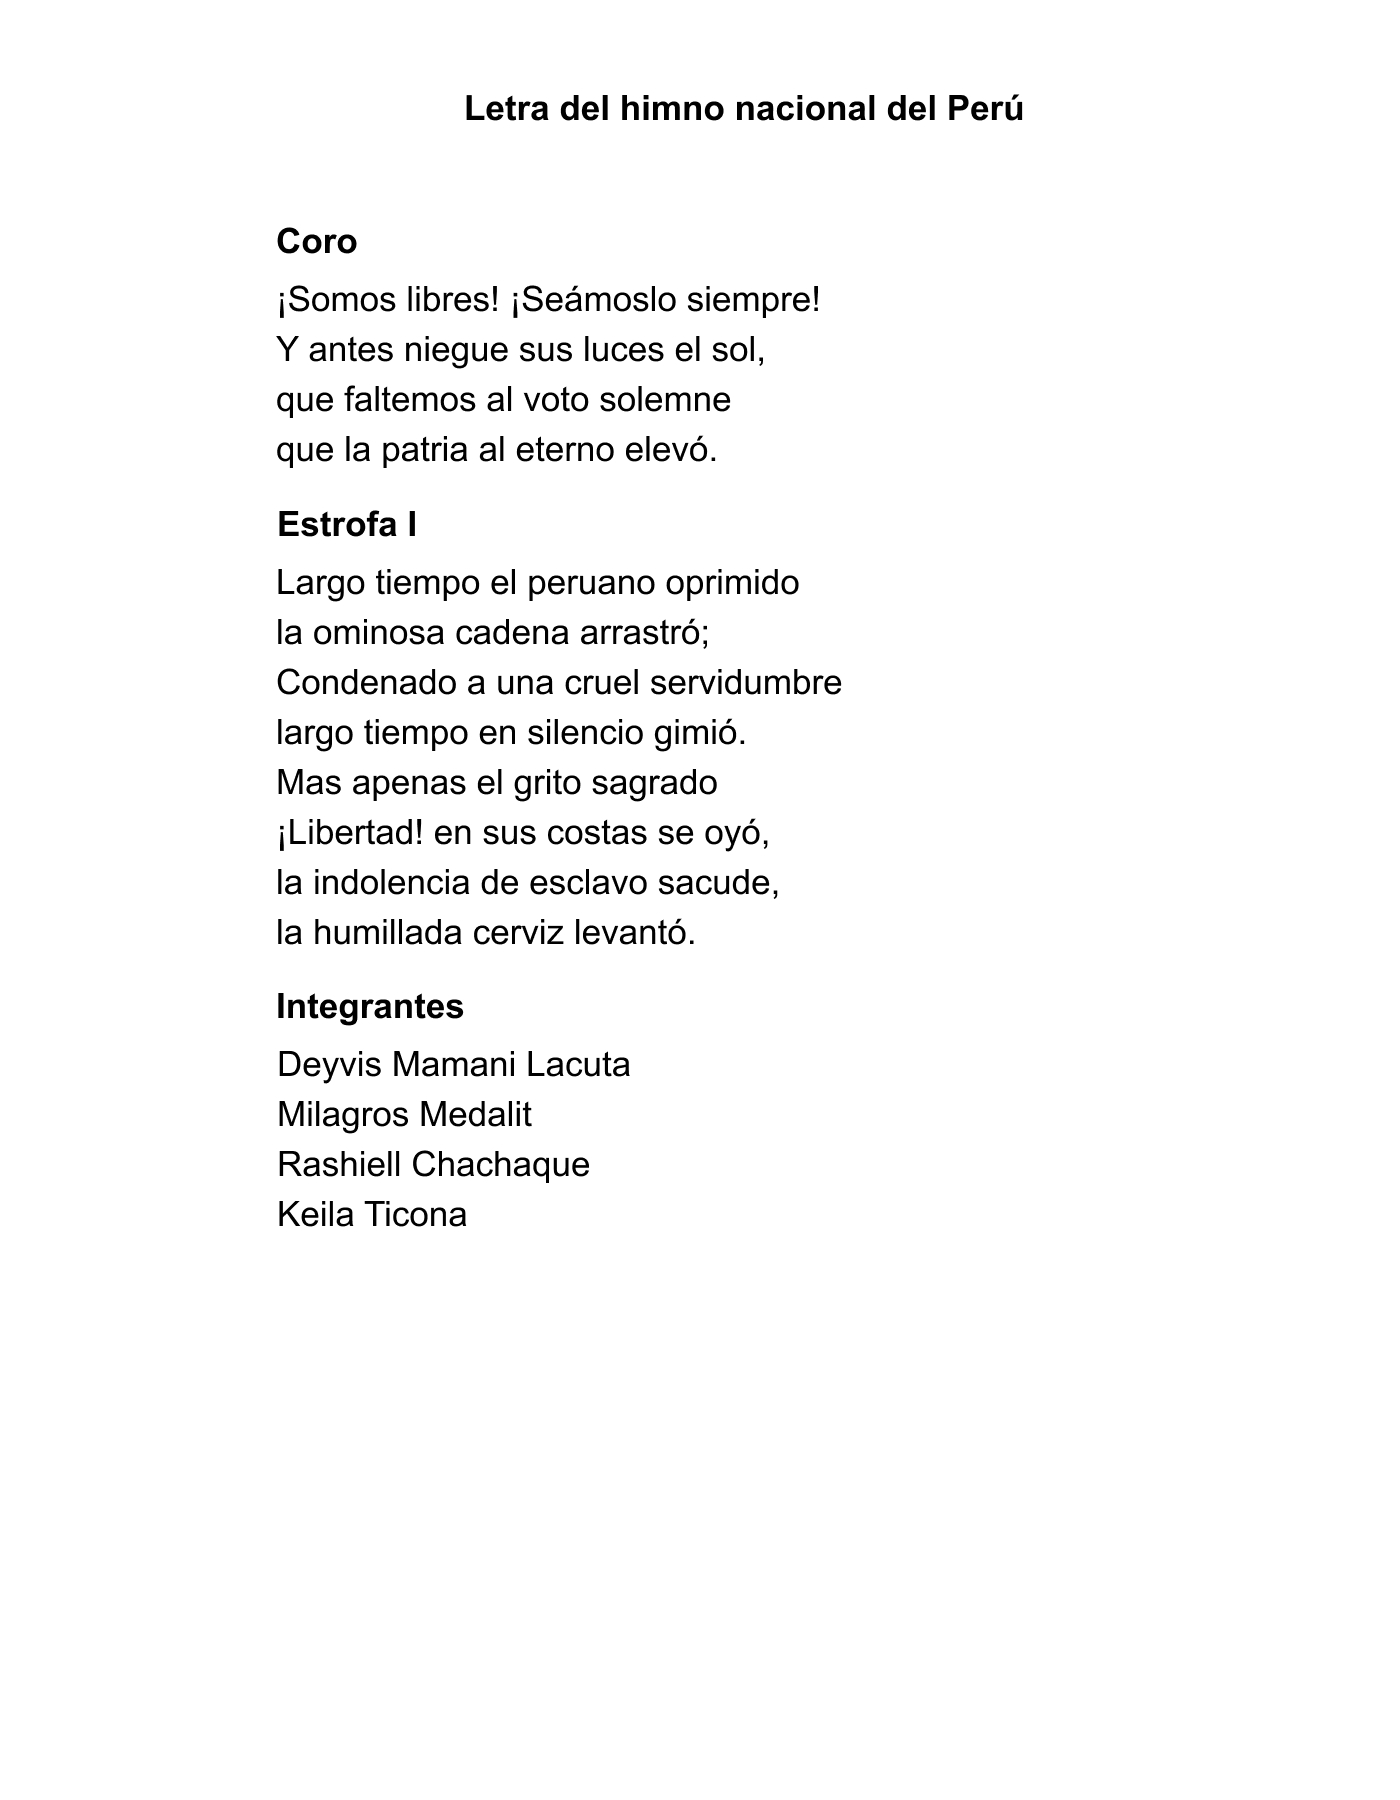 Letra del himno nacional del Perú
Coro
¡Somos libres! ¡Seámoslo siempre!
Y antes niegue sus luces el sol,
que faltemos al voto solemne
que la patria al eterno elevó.
Estrofa I
Largo tiempo el peruano oprimido
la ominosa cadena arrastró;
Condenado a una cruel servidumbre
largo tiempo en silencio gimió.
Mas apenas el grito sagrado
¡Libertad! en sus costas se oyó,
la indolencia de esclavo sacude,
la humillada cerviz levantó.
Integrantes
Deyvis Mamani Lacuta
Milagros Medalit
Rashiell Chachaque
Keila Ticona